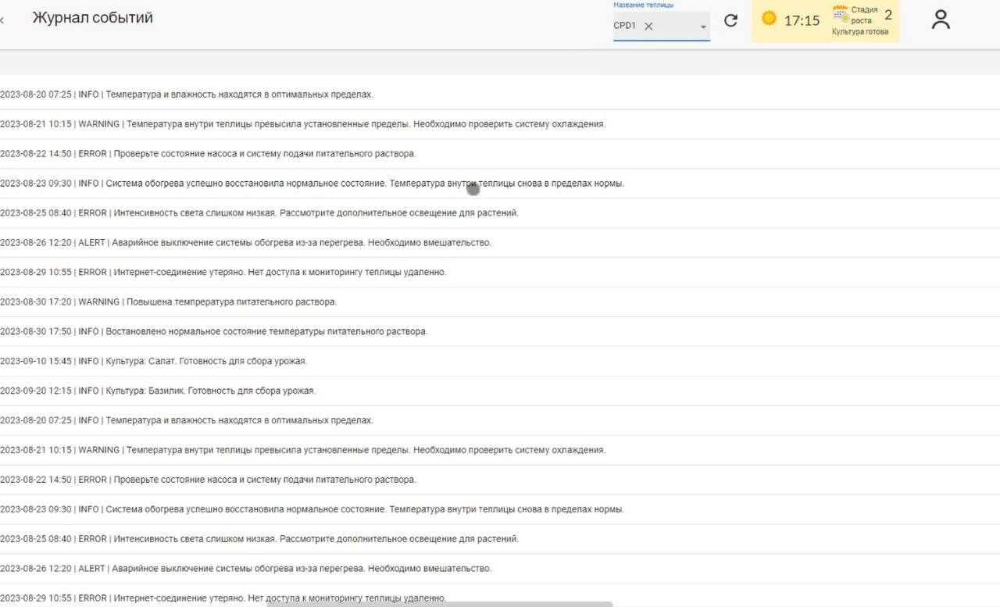 Журнал событий
Название теплицы
CPD1
17:15
Стадия роста 2
Культура готова
2023-08-20 07:25 | INFO | Температура и влажность находятся в оптимальных пределах.
2023-08-21 10:15 | WARNING | Температура внутри теплицы превысила установленные пределы. Необходимо проверить систему охлаждения.
2023-08-22 14:50 | ERROR | Проверьте состояние насоса и систему подачи питательного раствора.
2023-08-23 09:30 | INFO | Система обогрева успешно восстановила нормальное состояние. Температура внутри теплицы снова в пределах нормы.
2023-08-25 08:40 | ERROR | Интенсивность света слишком низкая. Рассмотрите дополнительное освещение для растений.
2023-08-26 12:20 | ALERT | Аварийное выключение системы обогрева из-за перегрева. Необходимо вмешательство.
2023-08-29 10:55 | ERROR | Интернет-соединение утеряно. Нет доступа к мониторингу теплицы удаленно.
2023-08-30 17:20 | WARNING | Повышена темпрература питательного раствора.
2023-08-30 17:50 | INFO | Востановлено нормальное состояние температуры питательного раствора.
2023-09-10 15:45 | INFO | Культура: Салат. Готовность для сбора урожая.
2023-09-20 12:15 | INFO | Культура: Базилик. Готовность для сбора урожая.
2023-08-20 07:25 | INFO | Температура и влажность находятся в оптимальных пределах.
2023-08-21 10:15 | WARNING | Температура внутри теплицы превысила установленные пределы. Необходимо проверить систему охлаждения.
2023-08-22 14:50 | ERROR | Проверьте состояние насоса и систему подачи питательного раствора.
2023-08-23 09:30 | INFO | Система обогрева успешно восстановила нормальное состояние. Температура внутри теплицы снова в пределах нормы.
2023-08-25 08:40 | ERROR | Интенсивность света слишком низкая. Рассмотрите дополнительное освещение для растений.
2023-08-26 12:20 | ALERT | Аварийное выключение системы обогрева из-за перегрева. Необходимо вмешательство.
2023-08-29 10:55 | ERROR | Интернет-соединение утеряно. Нет доступа к мониторингу теплицы удаленно.